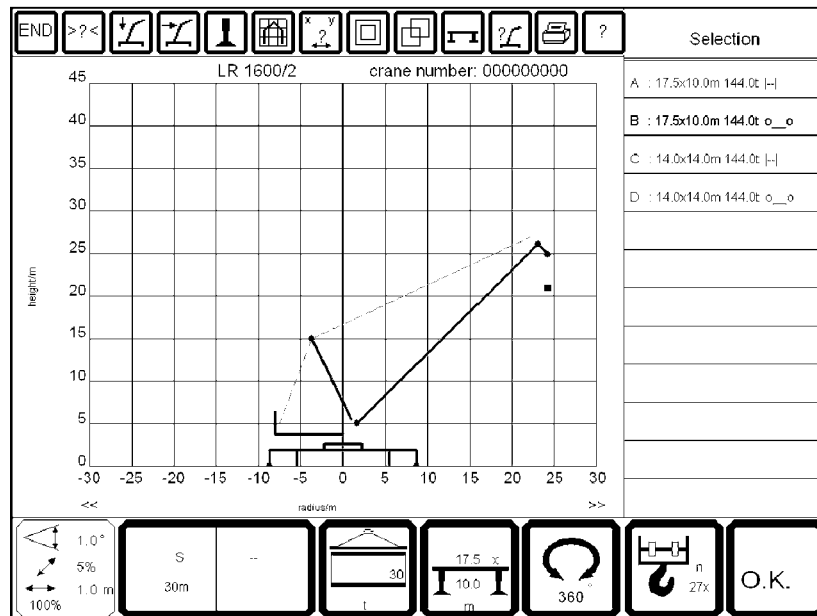 END >?< x y ? ? ?
Selection
LR 1600/2 crane number: 000000000
A : 17.5x10.0m 144.0t |--|
B : 17.5x10.0m 144.0t o__o
C : 14.0x14.0m 144.0t |--|
D : 14.0x14.0m 144.0t o__o
45
40
35
30
25
20
15
10
5
0
height/m
-30 -25 -20 -15 -10 -5 0 5 10 15 20 25 30
<< radius/m >>
1.0°
5%
1.0 m
100%
S --
30m
30
t
17.5 x
10.0
m
360°
n
27x
O.K.